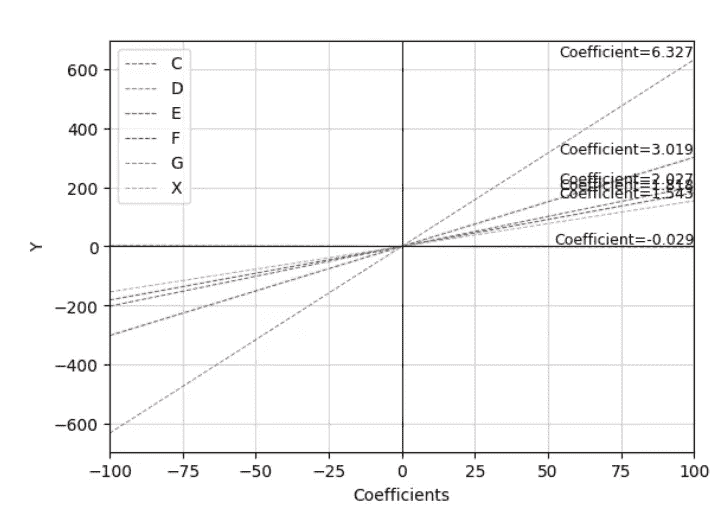 Coefficient=6.327
C
D
E
F
G
X
Coefficient=3.019
Coefficient=2.027
Coefficient=1.543
Coefficient=-0.029
600
400
200
0
−200
−400
−600
Y
−100
−75
−50
−25
0
25
50
75
100
Coefficients